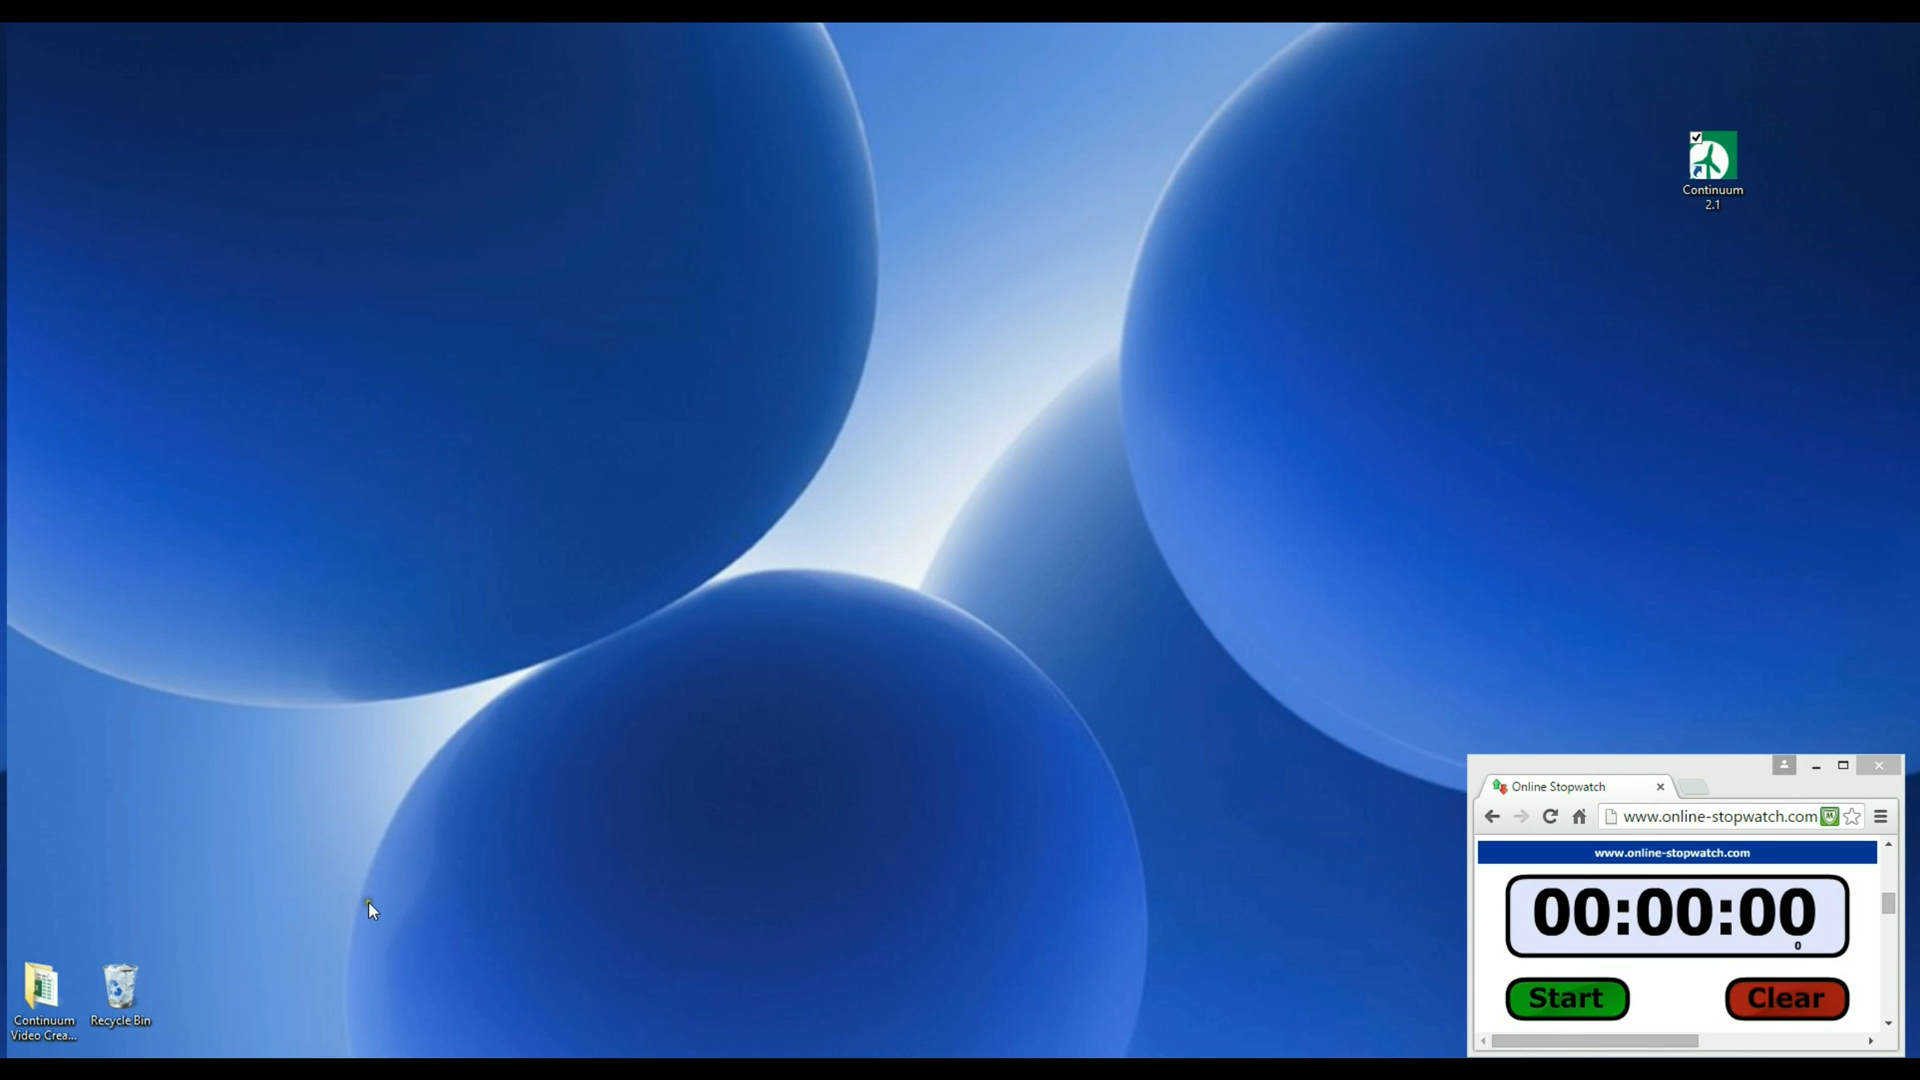 Continuum
2.1
Online Stopwatch
www.online-stopwatch.com
www.online-stopwatch.com
00:00:00
0
Start
Clear
Continuum
Video Crea...
Recycle Bin